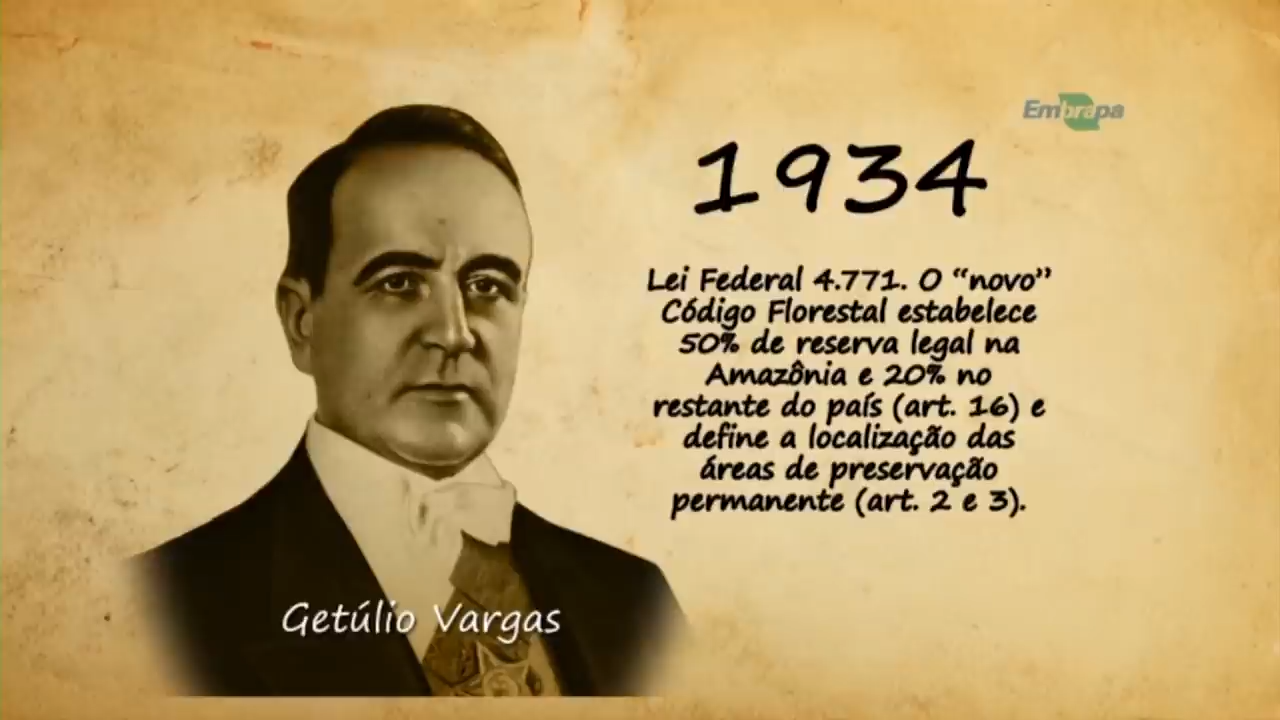 Embrapa
1934
Lei Federal 4.771. O “novo”
Código Florestal estabelece
50% de reserva legal na
Amazônia e 20% no
restante do país (art. 16) e
define a localização das
áreas de preservação
permanente (art. 2 e 3).
Getúlio Vargas